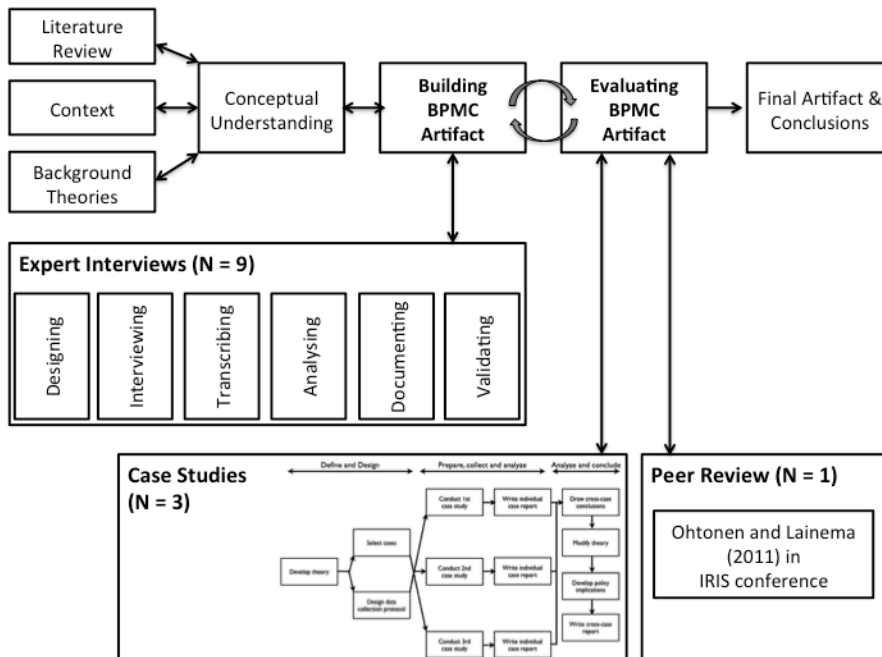 Literature
Review
Context
Background
Theories
Conceptual
Understanding
Building
BPMC
Artifact
Evaluating
BPMC
Artifact
Final Artifact &
Conclusions
Expert Interviews (N = 9)
Designing
Interviewing
Transcribing
Analysing
Documenting
Validating
Case Studies
(N = 3)
Define and Design
Prepare, collect and analyze
Analyze and conclude
Develop theory
Select cases
Design data
collection protocol
Conduct 1st
case study
Write individual
case report
Conduct 2nd
case study
Write individual
case report
Conduct 3rd
case study
Write individual
case report
Draw cross-case
conclusions
Modify theory
Develop policy
implications
Write cross-case
report
Peer Review (N = 1)
Ohtonen and Lainema
(2011) in
IRIS conference